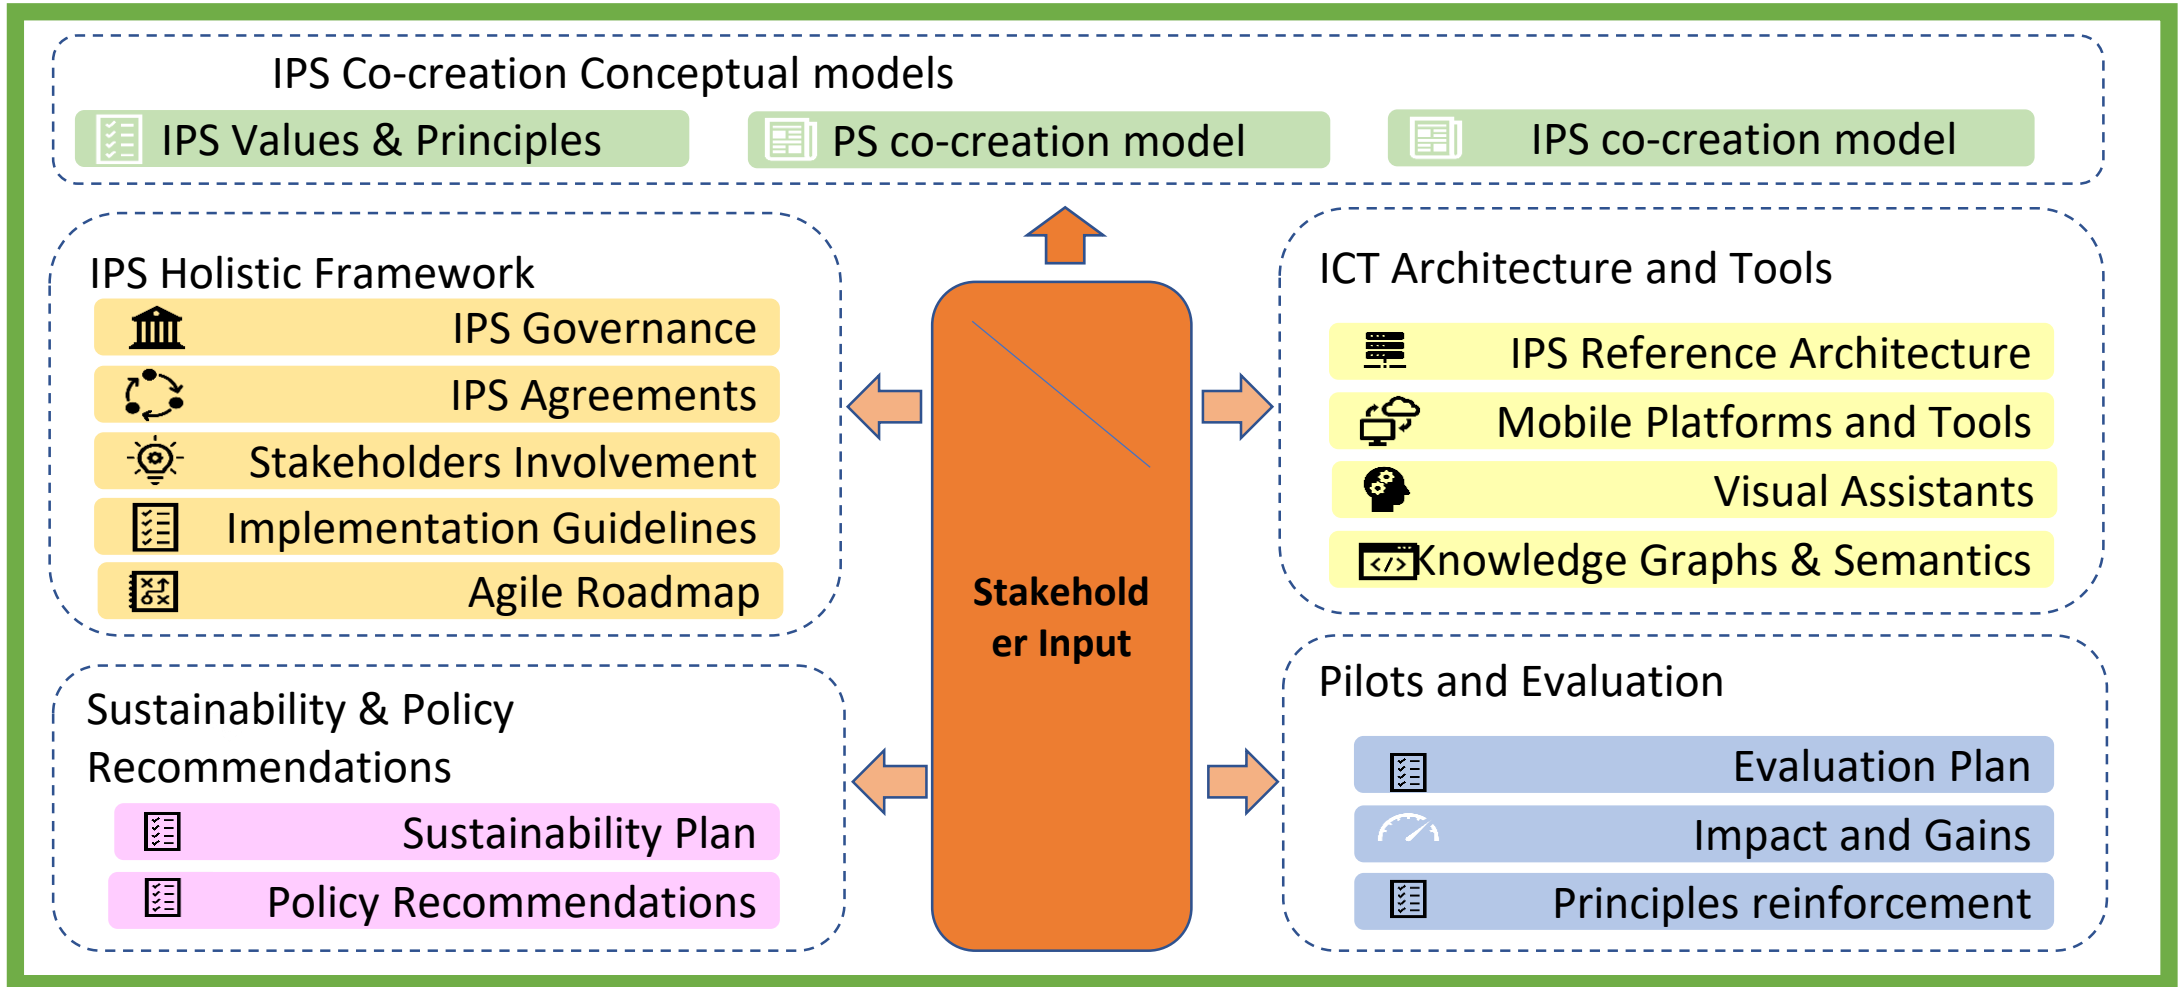 IPS Co-creation Conceptual models
IPS Values & Principles
PS co-creation model
IPS co-creation model
IPS Holistic Framework
IPS Governance
IPS Agreements
Stakeholders Involvement
Implementation Guidelines
Agile Roadmap
Sustainability & Policy
Recommendations
Sustainability Plan
Policy Recommendations
Stakehold
er Input
ICT Architecture and Tools
IPS Reference Architecture
Mobile Platforms and Tools
Visual Assistants
Knowledge Graphs & Semantics
Pilots and Evaluation
Evaluation Plan
Impact and Gains
Principles reinforcement